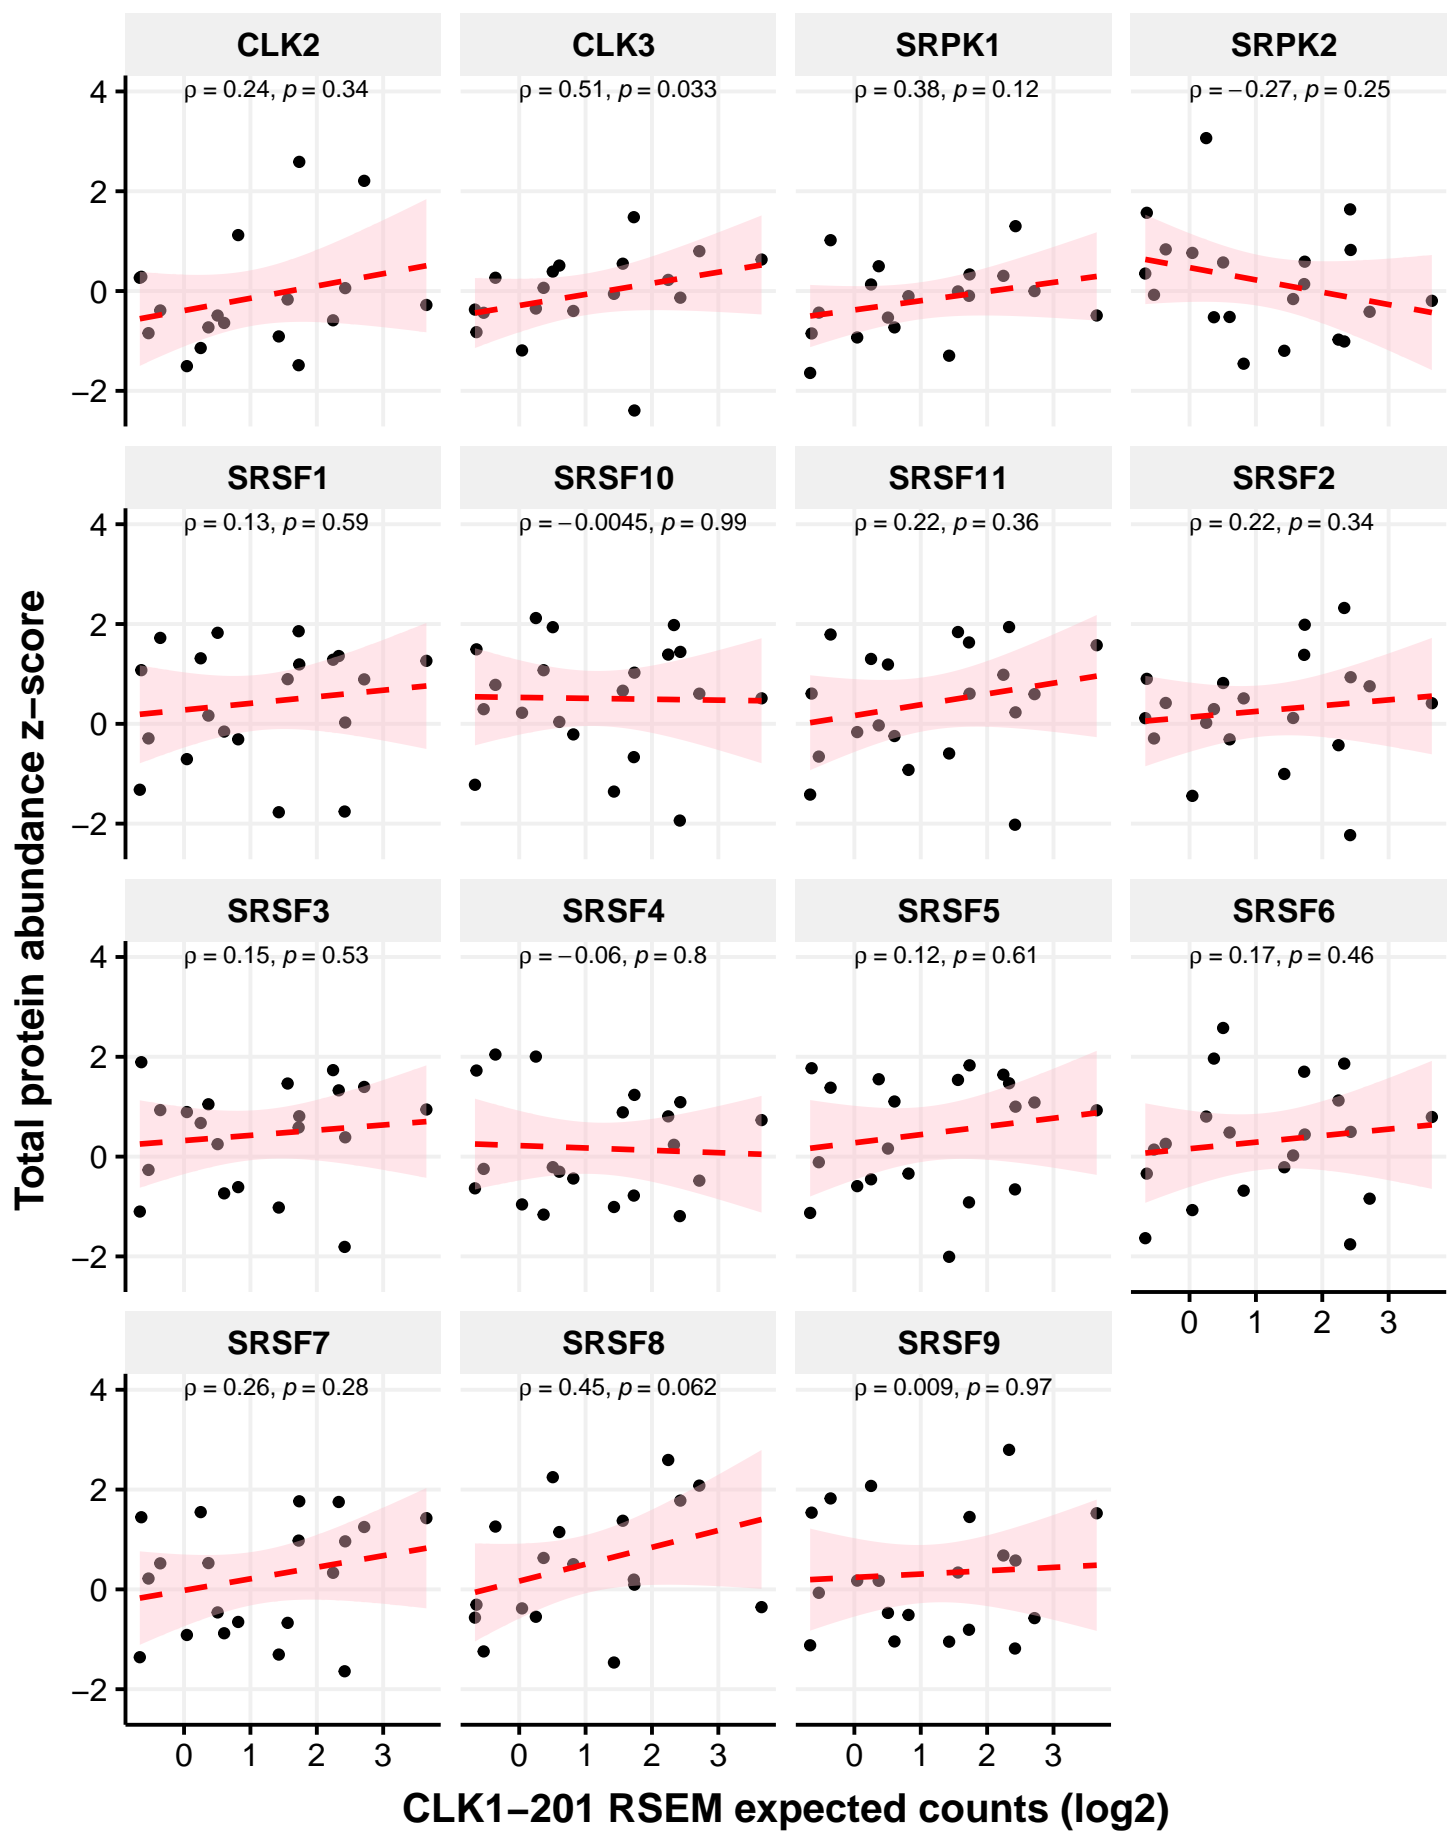 CLK2 CLK3 SRPK1 SRPK2
ρ = 0.24, p = 0.34 ρ = 0.51, p = 0.033 ρ = 0.38, p = 0.12 ρ = −0.27, p = 0.25
4
2
0
−2
SRSF1 SRSF10 SRSF11 SRSF2
ρ = 0.13, p = 0.59 ρ = −0.0045, p = 0.99 ρ = 0.22, p = 0.36 ρ = 0.22, p = 0.34
4
2
0
−2
Total protein abundance z−score
SRSF3 SRSF4 SRSF5 SRSF6
ρ = 0.15, p = 0.53 ρ = −0.06, p = 0.8 ρ = 0.12, p = 0.61 ρ = 0.17, p = 0.46
4
2
0
−2
0 1 2 3
SRSF7 SRSF8 SRSF9
ρ = 0.26, p = 0.28 ρ = 0.45, p = 0.062 ρ = 0.009, p = 0.97
4
2
0
−2
0 1 2 3 0 1 2 3 0 1 2 3
CLK1−201 RSEM expected counts (log2)